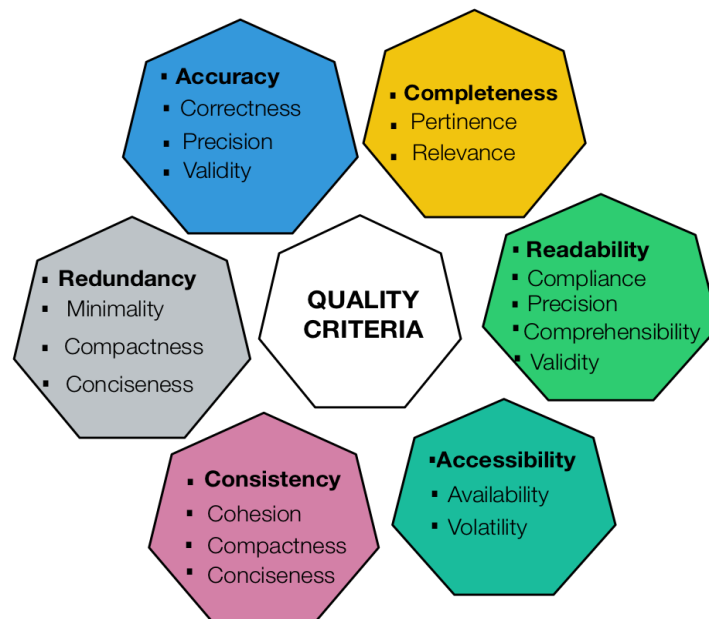 ▪ Accuracy
▪ Correctness
▪ Precision
▪ Validity
▪ Completeness
▪ Pertinence
▪ Relevance
▪ Redundancy
▪ Minimality
▪ Compactness
▪ Conciseness
QUALITY
CRITERIA
▪ Readability
▪ Compliance
▪ Precision
▪ Comprehensibility
▪ Validity
▪ Consistency
▪ Cohesion
▪ Compactness
▪ Conciseness
▪ Accessibility
▪ Availability
▪ Volatility